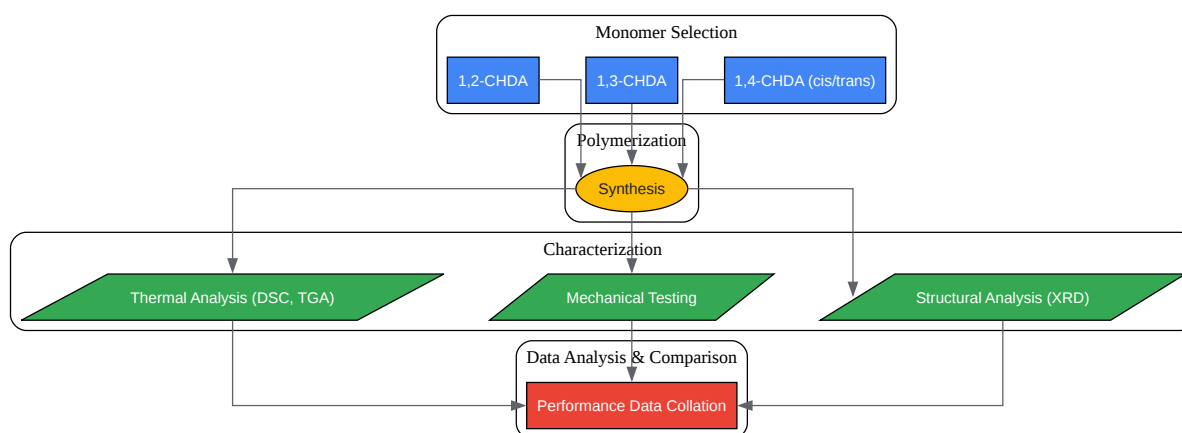 Monomer Selection
1,2-CHDA
1,3-CHDA
1,4-CHDA (cis/trans)
Polymerization
Synthesis
Characterization
Thermal Analysis (DSC, TGA)
Mechanical Testing
Structural Analysis (XRD)
Data Analysis & Comparison
Performance Data Collation